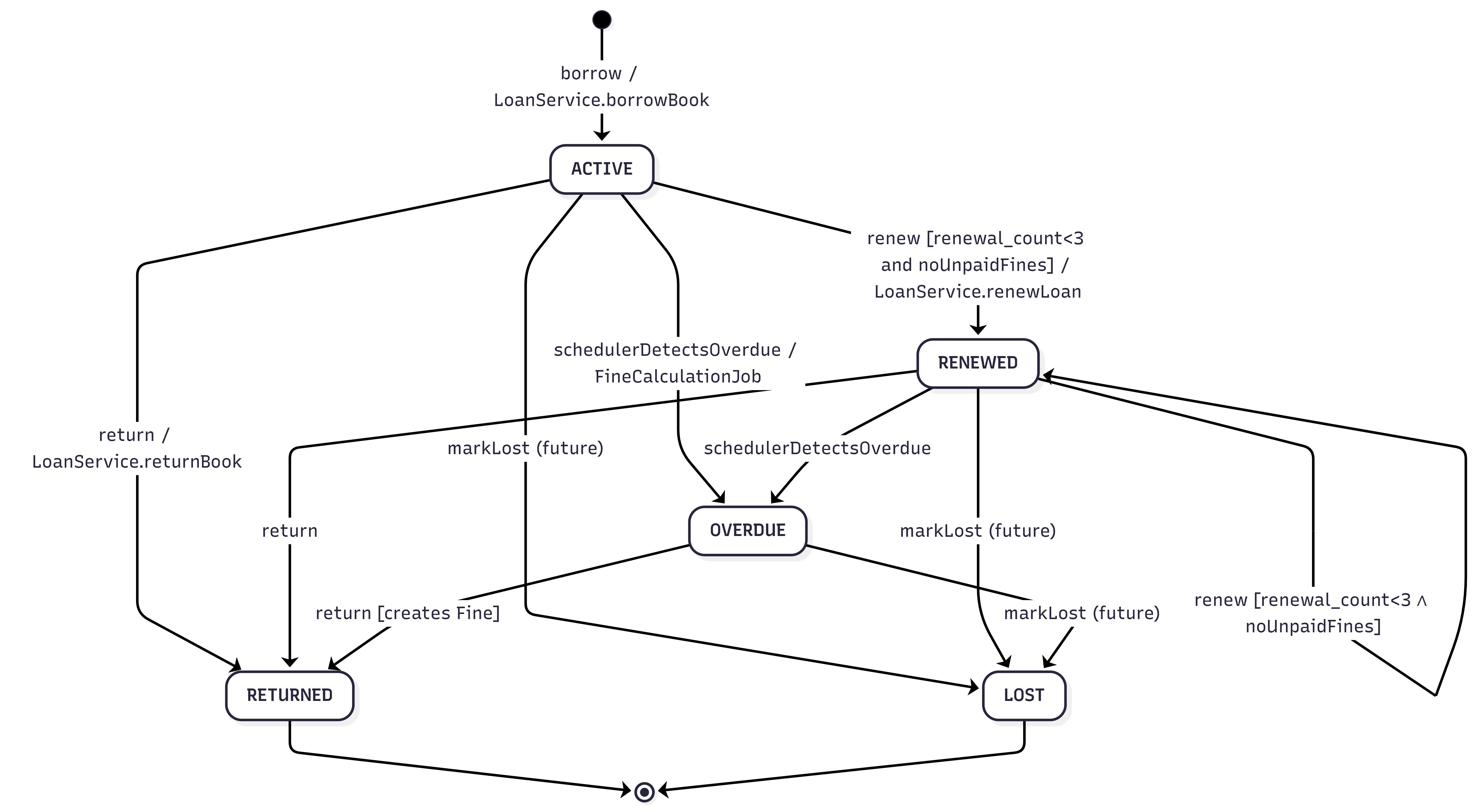 borrow /
LoanService.borrowBook
ACTIVE
renew [renewal_count<3
and noUnpaidFines] /
LoanService.renewLoan
schedulerDetectsOverdue /
FineCalculationJob
RENEWED
return /
LoanService.returnBook
markLost (future)
schedulerDetectsOverdue
return
OVERDUE
markLost (future)
return [creates Fine]
markLost (future)
renew [renewal_count<3 ∧
noUnpaidFines]
RETURNED
LOST